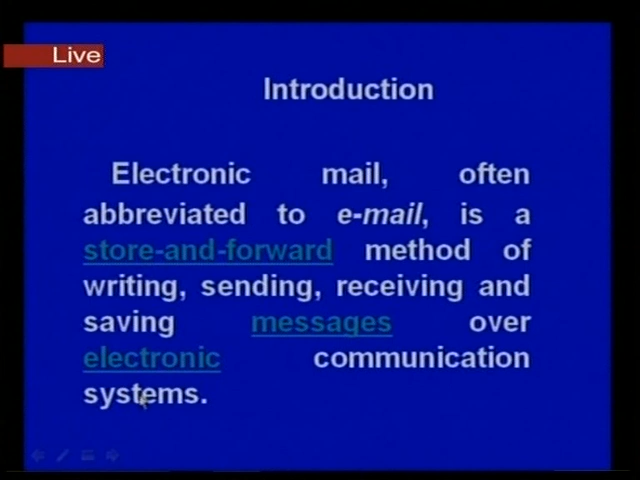 Live
Introduction
Electronic mail, often
abbreviated to e-mail, is a
store-and-forward method of
writing, sending, receiving and
saving messages over
electronic communication
systems.